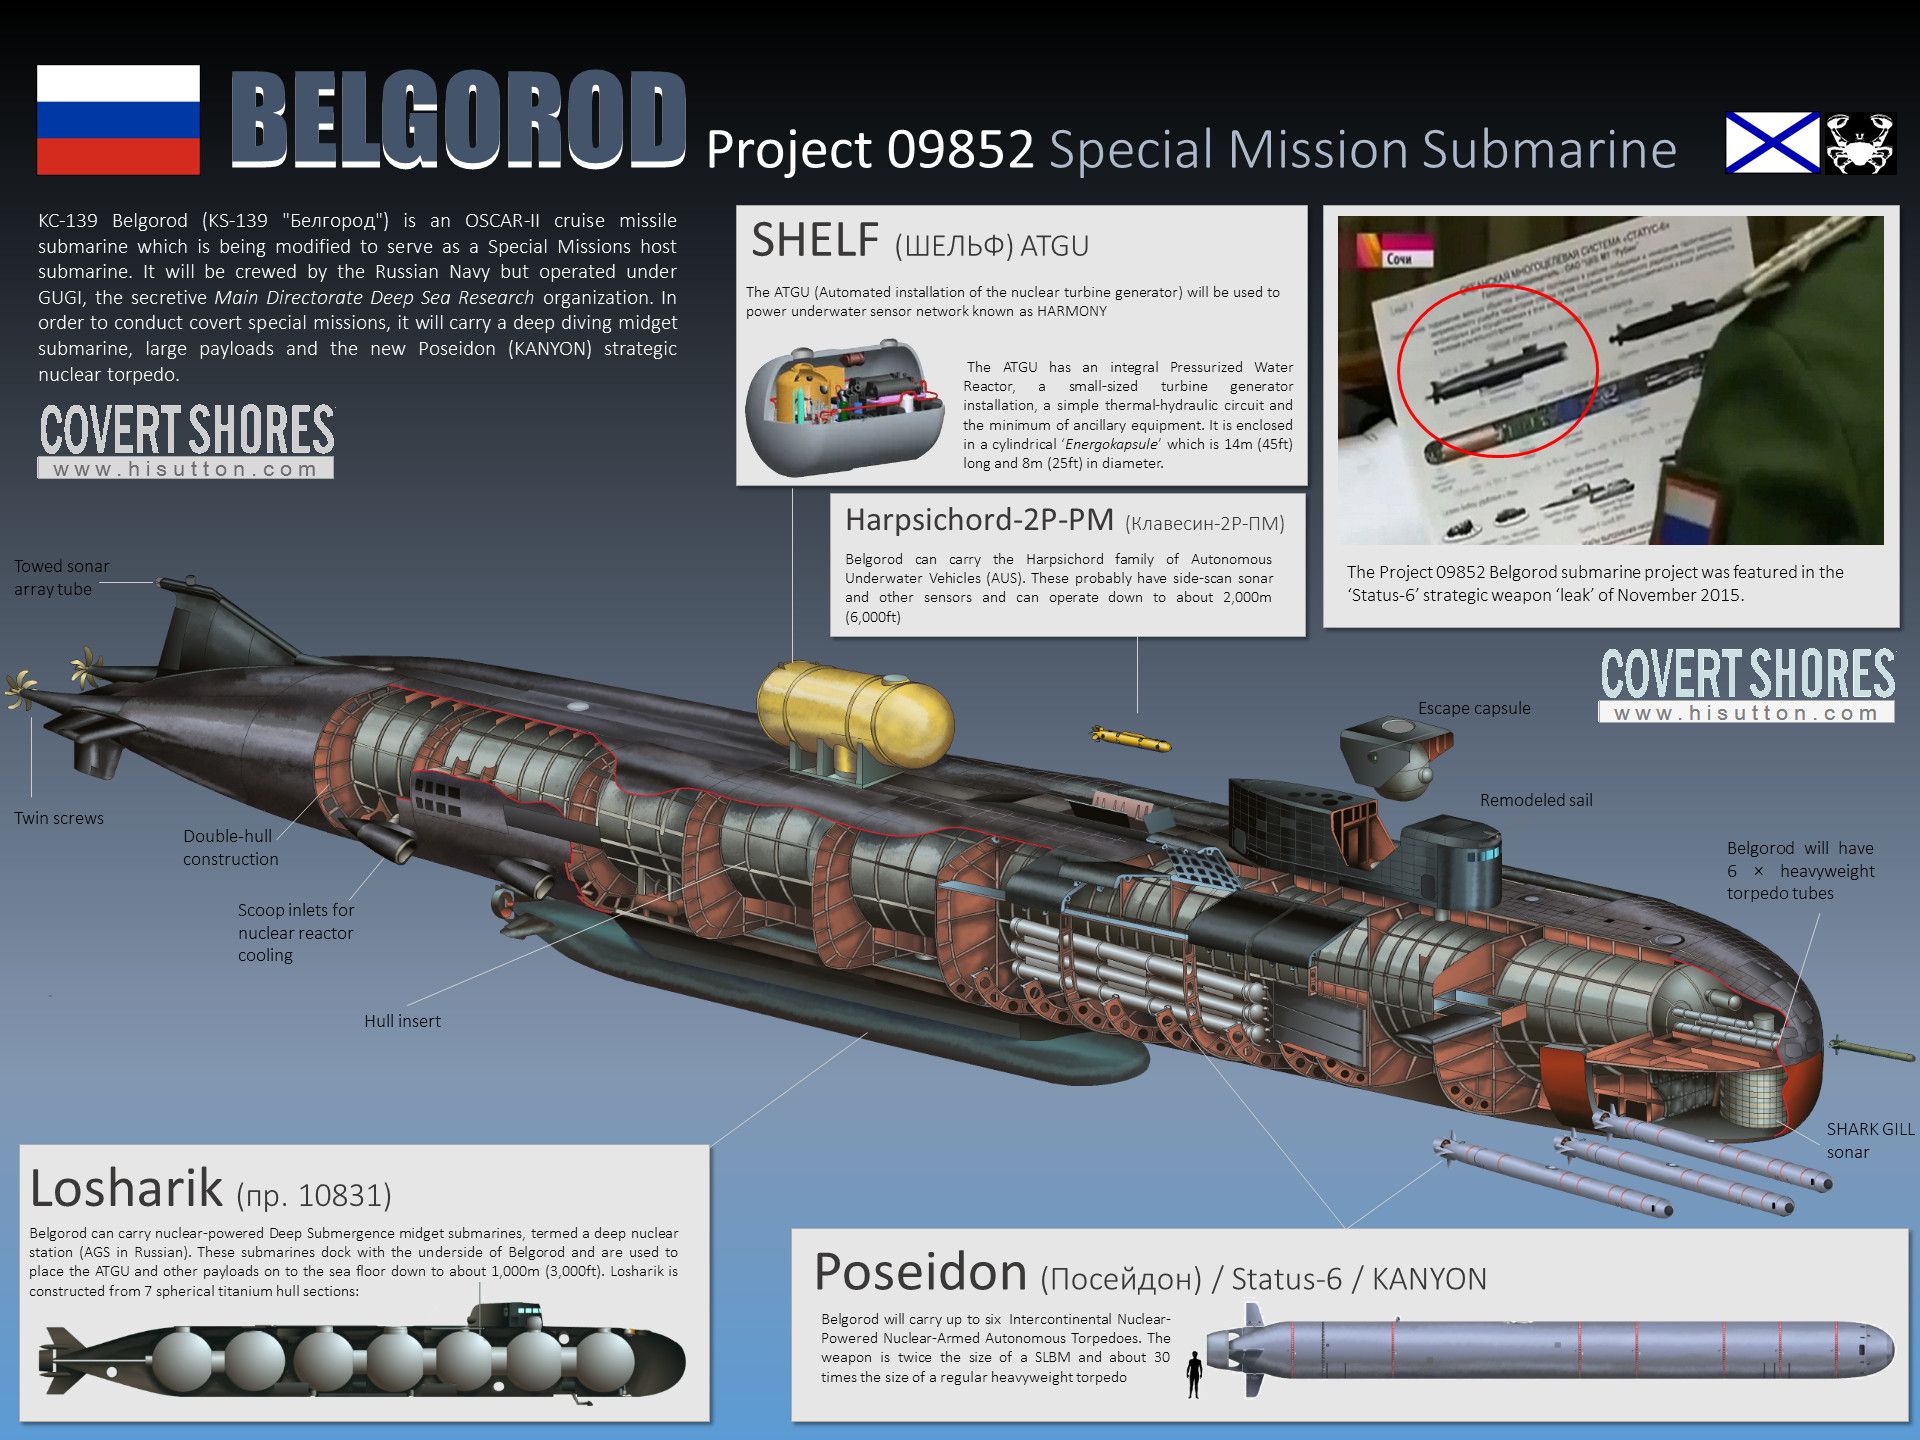 BELGOROD Project 09852 Special Mission Submarine
KC-139 Belgorod (KS-139 "Белгород") is an OSCAR-II cruise missile
submarine which is being modified to serve as a Special Missions host
submarine. It will be crewed by the Russian Navy but operated under
GUGI, the secretive Main Directorate Deep Sea Research organization. In
order to conduct covert special missions, it will carry a deep diving midget
submarine, large payloads and the new Poseidon (KANYON) strategic
nuclear torpedo.
COVERT SHORES
www.hisutton.com
SHELF (ШЕЛЬФ) ATGU
The ATGU (Automated installation of the nuclear turbine generator) will be used to
power underwater sensor network known as HARMONY
The ATGU has an integral Pressurized Water
Reactor, a small-sized turbine generator
installation, a simple thermal-hydraulic circuit and
the minimum of ancillary equipment. It is enclosed
in a cylindrical ‘Energokapsule’ which is 14m (45ft)
long and 8m (25ft) in diameter.
Harpsichord-2P-PM (Клавесин-2Р-ПМ)
Belgorod can carry the Harpsichord family of Autonomous
Underwater Vehicles (AUS). These probably have side-scan sonar
and other sensors and can operate down to about 2,000m
(6,000ft)
Сочи
ОКЕАНСКАЯ МНОГОЦЕЛЕВАЯ СИСТЕМА «СТАТУС-6»
The Project 09852 Belgorod submarine project was featured in the
‘Status-6’ strategic weapon ‘leak’ of November 2015.
COVERT SHORES
www.hisutton.com
Towed sonar
array tube
Twin screws
Double-hull
construction
Scoop inlets for
nuclear reactor
cooling
Hull insert
Escape capsule
Remodeled sail
Belgorod will have
6 × heavyweight
torpedo tubes
SHARK GILL
sonar
Losharik (пр. 10831)
Belgorod can carry nuclear-powered Deep Submergence midget submarines, termed a deep nuclear
station (AGS in Russian). These submarines dock with the underside of Belgorod and are used to
place the ATGU and other payloads on to the sea floor down to about 1,000m (3,000ft). Losharik is
constructed from 7 spherical titanium hull sections:
Poseidon (Посейдон) / Status-6 / KANYON
Belgorod will carry up to six Intercontinental Nuclear-
Powered Nuclear-Armed Autonomous Torpedoes. The
weapon is twice the size of a SLBM and about 30
times the size of a regular heavyweight torpedo